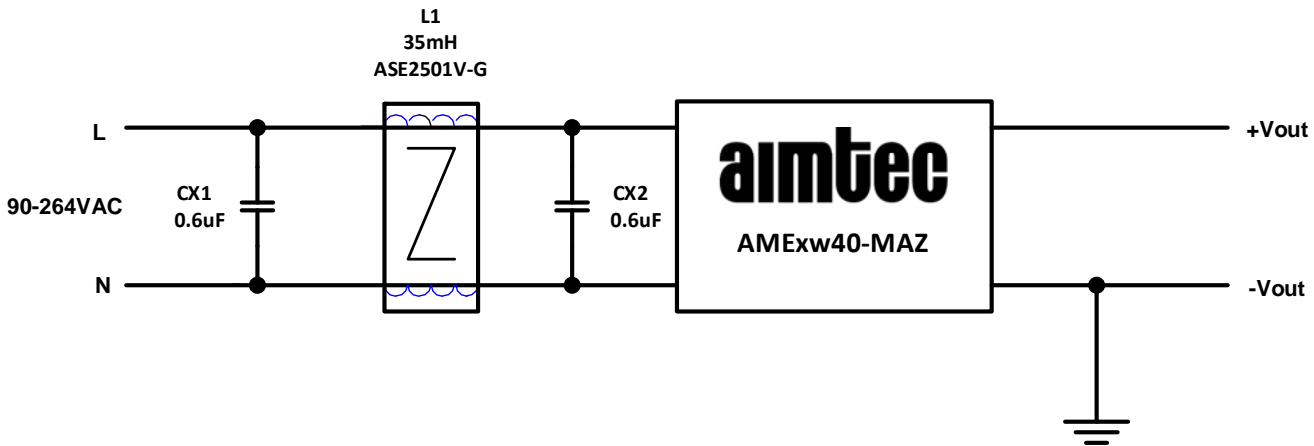 L1
35mH
ASE2501V-G
L
+Vout
aimtec
CX1
0.6uF
CX2
0.6uF
90-264VAC
AMExw40-MAZ
N
-Vout